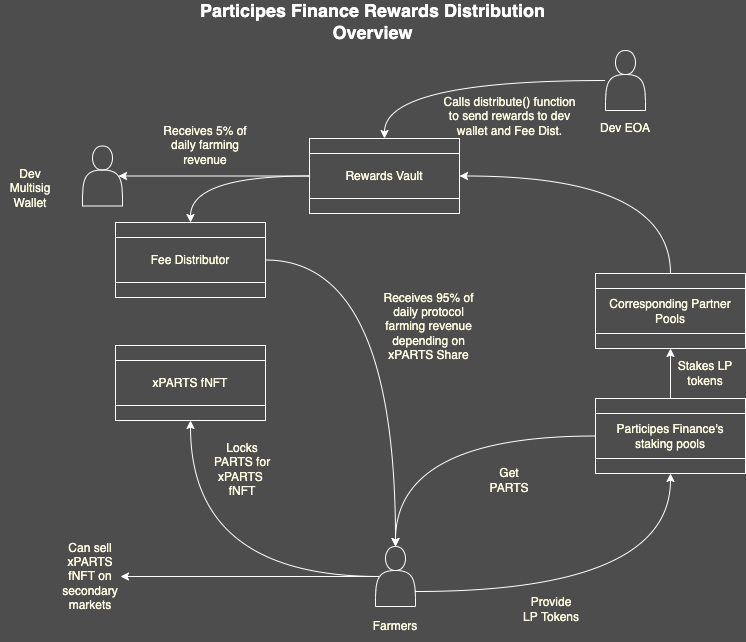 Participes Finance Rewards Distribution
Overview
Calls distribute() function
to send rewards to dev
wallet and Fee Dist.
Dev EOA
Receives 5% of
daily farming
revenue
Dev
Multisig
Wallet
Rewards Vault
Fee Distributor
Receives 95% of
daily protocol
farming revenue
depending on
xPARTS Share
Corresponding Partner
Pools
Stakes LP
tokens
xPARTS fNFT
Participes Finance's
staking pools
Locks
PARTS for
xPARTS
fNFT
Get
PARTS
Can sell
xPARTS
fNFT on
secondary
markets
Provide
LP Tokens
Farmers